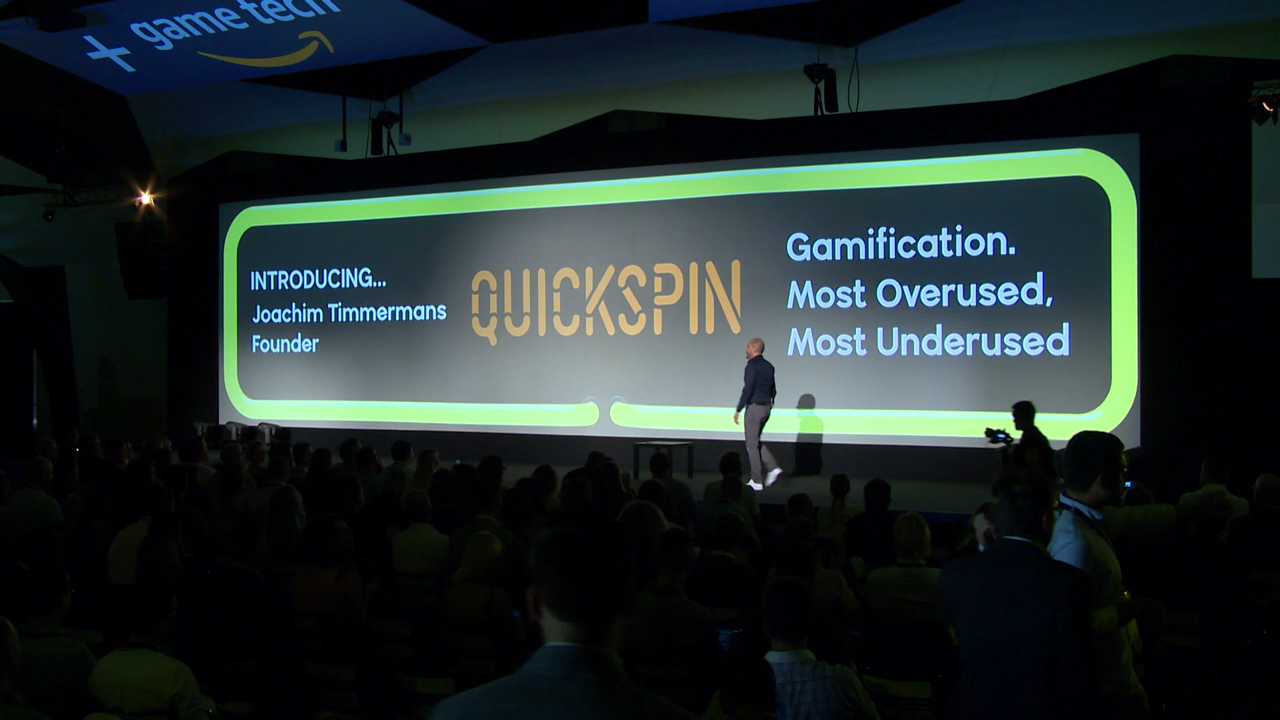 + game tech
INTRODUCING...
Joachim Timmermans
Founder
QUICKSPIN
Gamification.
Most Overused,
Most Underused